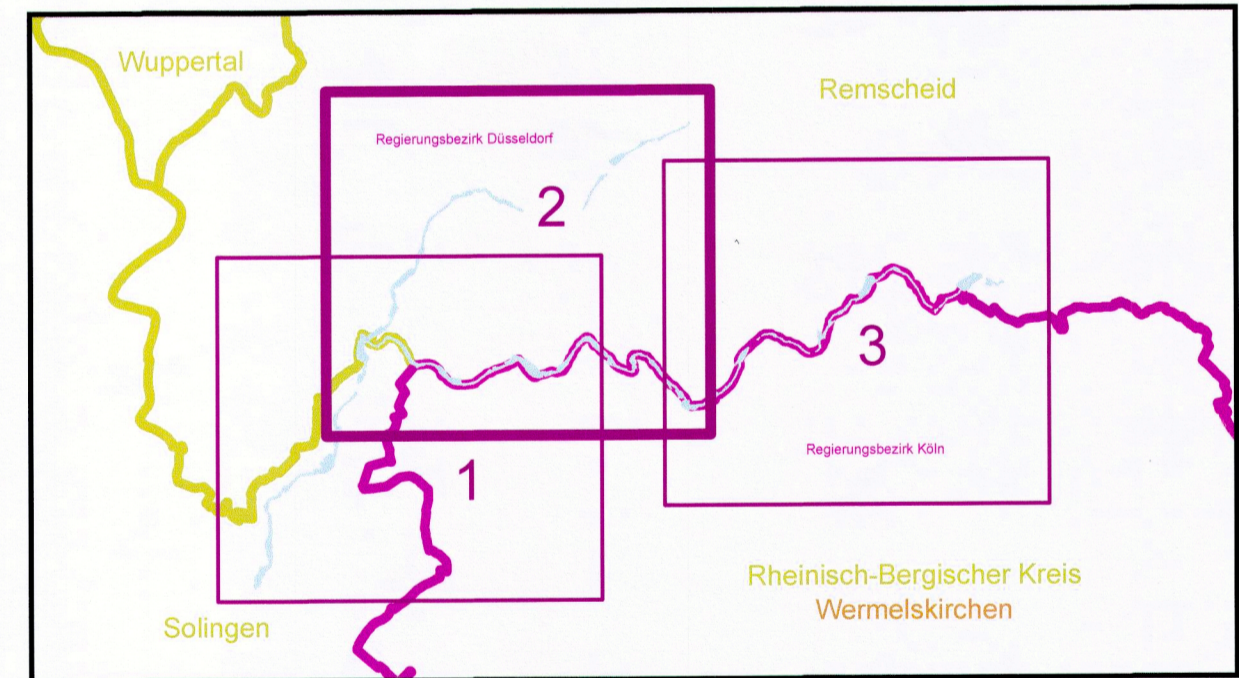 Wuppertal
Remscheid
Regierungsbezirk Düsseldorf
2
3
Regierungsbezirk Köln
1
Rheinisch-Bergischer Kreis
Wermelskirchen
Solingen